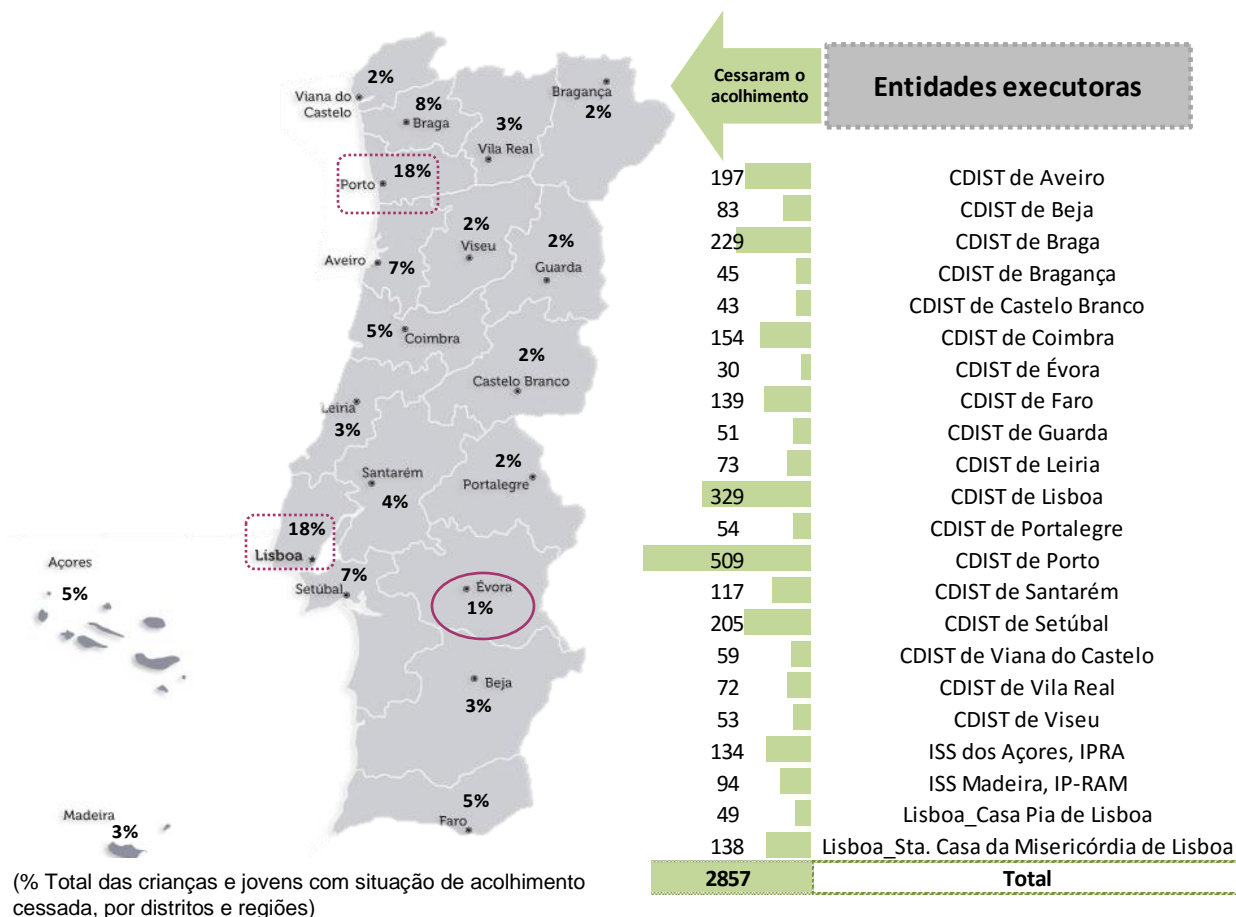 2%
Viana do
Castelo
8%
Braga
3%
Vila Real
Bragança
2%
18%
Porto
2%
Viseu
2%
Guarda
Aveiro
7%
5%
Coimbra
2%
Castelo Branco
Leiria
3%
Santarém
4%
2%
Portalegre
18%
Lisboa
7%
Setúbal
Évora
1%
Açores
5%
Beja
3%
5%
Faro
Madeira
3%
(% Total das crianças e jovens com situação de acolhimento
cessada, por distritos e regiões)
Cessaram o
acolhimento
Entidades executoras
197 CDIST de Aveiro
83 CDIST de Beja
229 CDIST de Braga
45 CDIST de Bragança
43 CDIST de Castelo Branco
154 CDIST de Coimbra
30 CDIST de Évora
139 CDIST de Faro
51 CDIST de Guarda
73 CDIST de Leiria
329 CDIST de Lisboa
54 CDIST de Portalegre
509 CDIST de Porto
117 CDIST de Santarém
205 CDIST de Setúbal
59 CDIST de Viana do Castelo
72 CDIST de Vila Real
53 CDIST de Viseu
134 ISS dos Açores, IPRA
94 ISS Madeira, IP-RAM
49 Lisboa_Casa Pia de Lisboa
138 Lisboa_Sta. Casa da Misericórdia de Lisboa
2857 Total